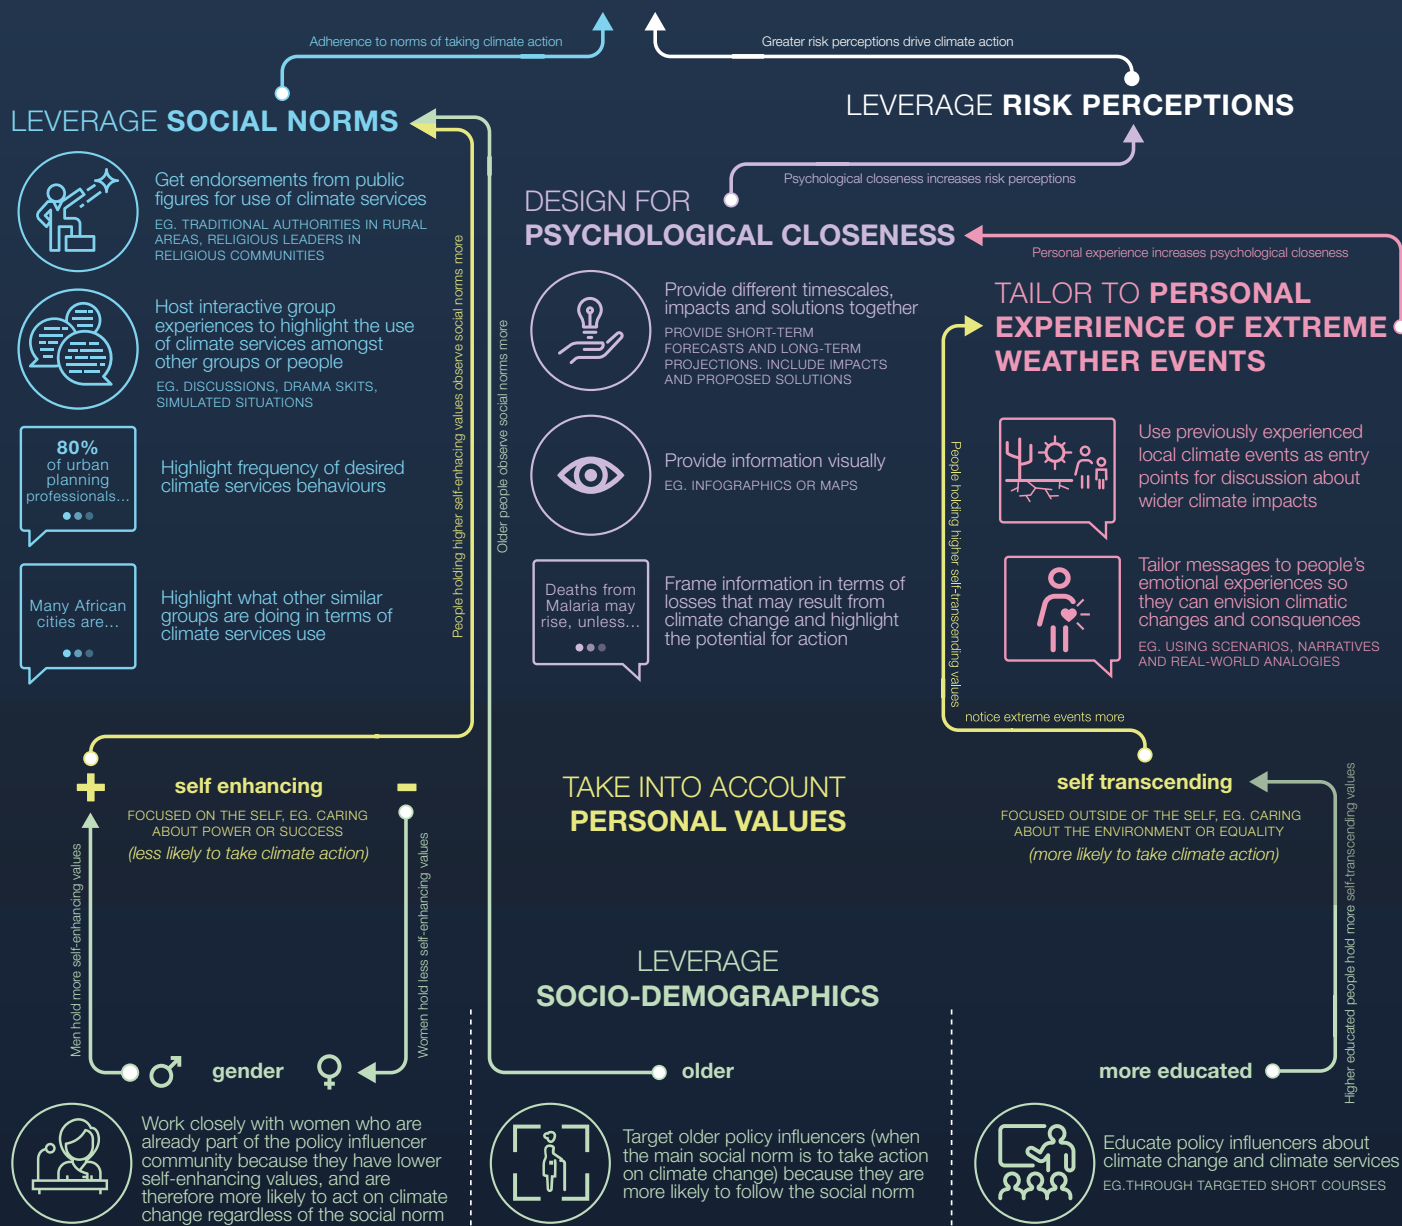 Adherence to norms of taking climate action
Greater risk perceptions drive climate action
LEVERAGE SOCIAL NORMS
Get endorsements from public
figures for use of climate services
EG. TRADITIONAL AUTHORITIES IN RURAL
AREAS, RELIGIOUS LEADERS IN
RELIGIOUS COMMUNITIES
Host interactive group
experiences to highlight the use
of climate services amongst
other groups or people
EG. DISCUSSIONS, DRAMA SKITS,
SIMULATED SITUATIONS
80%
of urban
planning
professionals...
Highlight frequency of desired
climate services behaviours
Many African
cities are...
Highlight what other similar
groups are doing in terms of
climate services use
People holding higher self-enhacing values observe social norms more
Older people observe social norms more
LEVERAGE RISK PERCEPTIONS
Psychological closeness increases risk perceptions
DESIGN FOR
PSYCHOLOGICAL CLOSENESS
Provide different timescales,
impacts and solutions together
PROVIDE SHORT-TERM
FORECASTS AND LONG-TERM
PROJECTIONS. INCLUDE IMPACTS
AND PROPOSED SOLUTIONS
Provide information visually
EG. INFOGRAPHICS OR MAPS
Deaths from
Malaria may
rise, unless...
Frame information in terms of
losses that may result from
climate change and highlight
the potential for action
Personal experience increases psychological closeness
TAILOR TO PERSONAL
EXPERIENCE OF EXTREME
WEATHER EVENTS
Use previously experienced
local climate events as entry
points for discussion about
wider climate impacts
Tailor messages to people's
emotional experiences so
they can envision climatic
changes and consquences
EG. USING SCENARIOS, NARRATIVES
AND REAL-WORLD ANALOGIES
People holding higher self-transcending values
notice extreme events more
+
self enhancing
-
FOCUSED ON THE SELF, EG. CARING
ABOUT POWER OR SUCCESS
(less likely to take climate action)
TAKE INTO ACCOUNT
PERSONAL VALUES
self transcending
FOCUSED OUTSIDE OF THE SELF, EG. CARING
ABOUT THE ENVIRONMENT OR EQUALITY
(more likely to take climate action)
Men hold more self-enhancing values
Women hold less self-enhancing values
Higher educated people hold more self-transcending values
LEVERAGE
SOCIO-DEMOGRAPHICS
♂ gender ♀
older
more educated
Work closely with women who are
already part of the policy influencer
community because they have lower
self-enhancing values, and are
therefore more likely to act on climate
change regardless of the social norm
Target older policy influencers (when
the main social norm is to take action
on climate change) because they are
more likely to follow the social norm
Educate policy influencers about
climate change and climate services
EG.THROUGH TARGETED SHORT COURSES